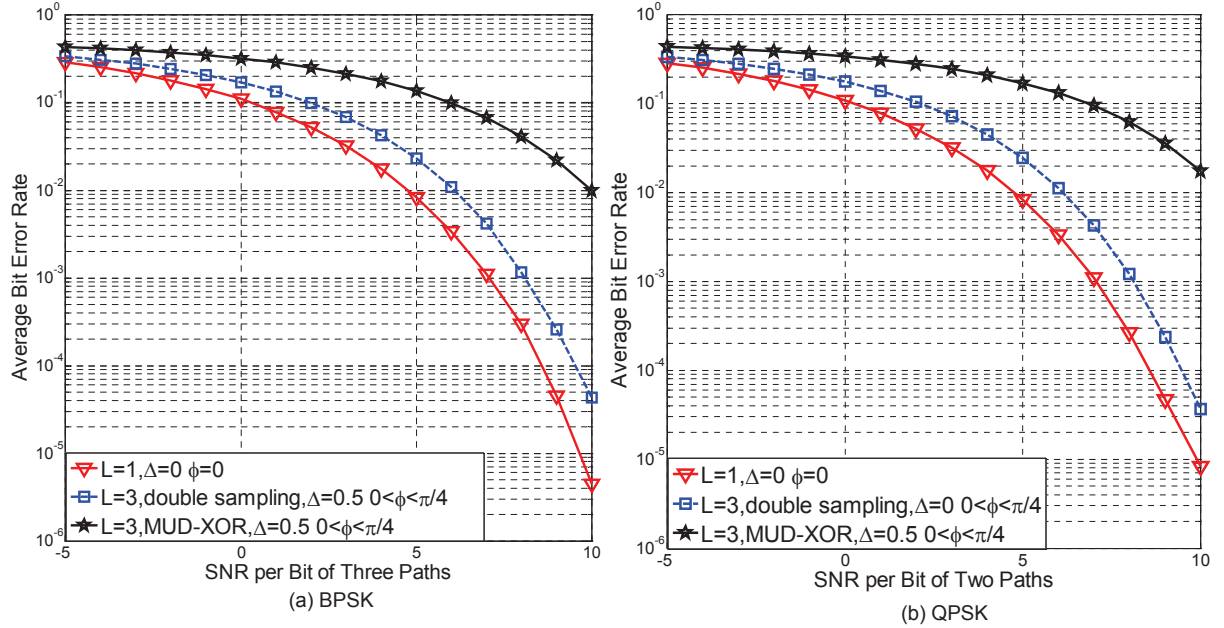 10^0
10^-1
10^-2
10^-3
10^-4
10^-5
10^-6
Average Bit Error Rate
L=1,Δ=0 ϕ=0
L=3,double sampling,Δ=0.5 0<ϕ<π/4
L=3,MUD-XOR,Δ=0.5 0<ϕ<π/4
-5 0 5 10
SNR per Bit of Three Paths
(a) BPSK
10^0
10^-1
10^-2
10^-3
10^-4
10^-5
10^-6
Average Bit Error Rate
L=1,Δ=0 ϕ=0
L=3,double sampling,Δ=0 0<ϕ<π/4
L=3,MUD-XOR,Δ=0.5 0<ϕ<π/4
-5 0 5 10
SNR per Bit of Two Paths
(b) QPSK